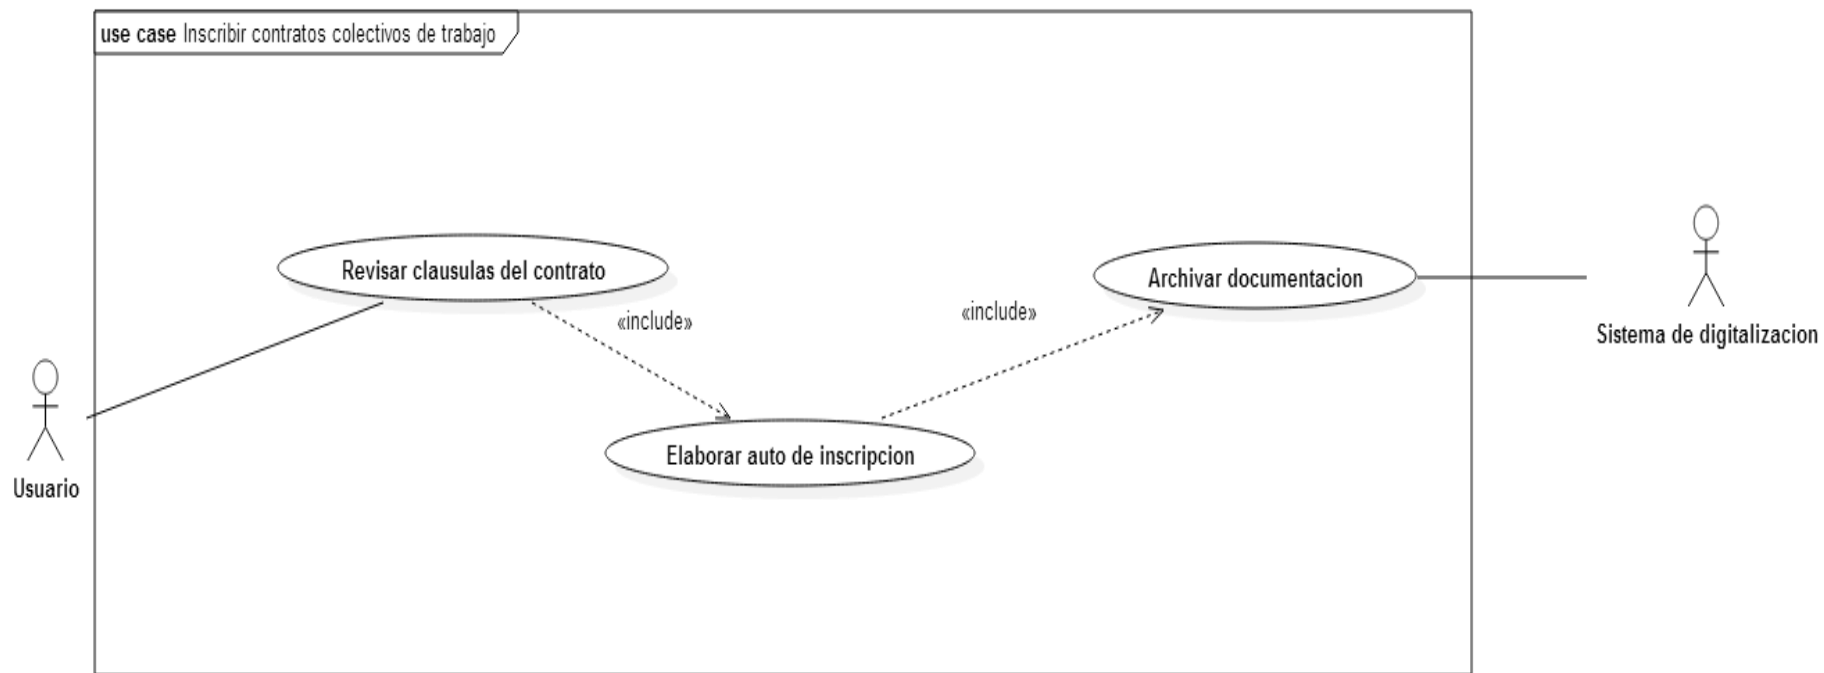 use case Inscribir contratos colectivos de trabajo
Revisar clausulas del contrato
Archivar documentacion
«include»
«include»
Sistema de digitalizacion
Elaborar auto de inscripcion
Usuario